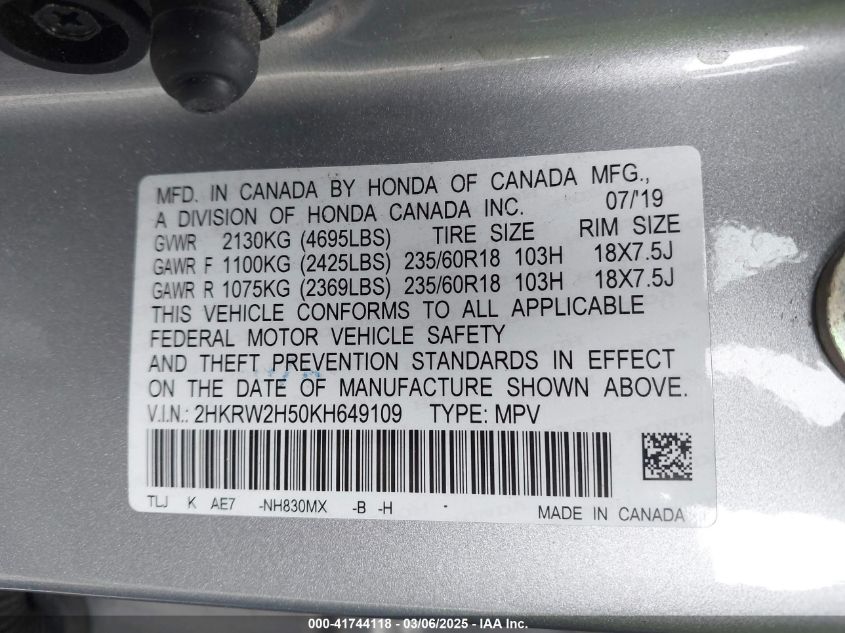 MFD. IN CANADA BY HONDA OF CANADA MFG.,
A DIVISION OF HONDA CANADA INC. 07/'19
GVWR 2130KG (4695LBS) TIRE SIZE RIM SIZE
GAWR F 1100KG (2425LBS) 235/60R18 103H 18X7.5J
GAWR R 1075KG (2369LBS) 235/60R18 103H 18X7.5J
THIS VEHICLE CONFORMS TO ALL APPLICABLE
FEDERAL MOTOR VEHICLE SAFETY
AND THEFT PREVENTION STANDARDS IN EFFECT
ON THE DATE OF MANUFACTURE SHOWN ABOVE.
V.I.N.: 2HKRW2H50KH649109 TYPE: MPV
TLJ K AE7 -NH830MX -B -H -
MADE IN CANADA
000-41744118 - 03/06/2025 - IAA Inc.